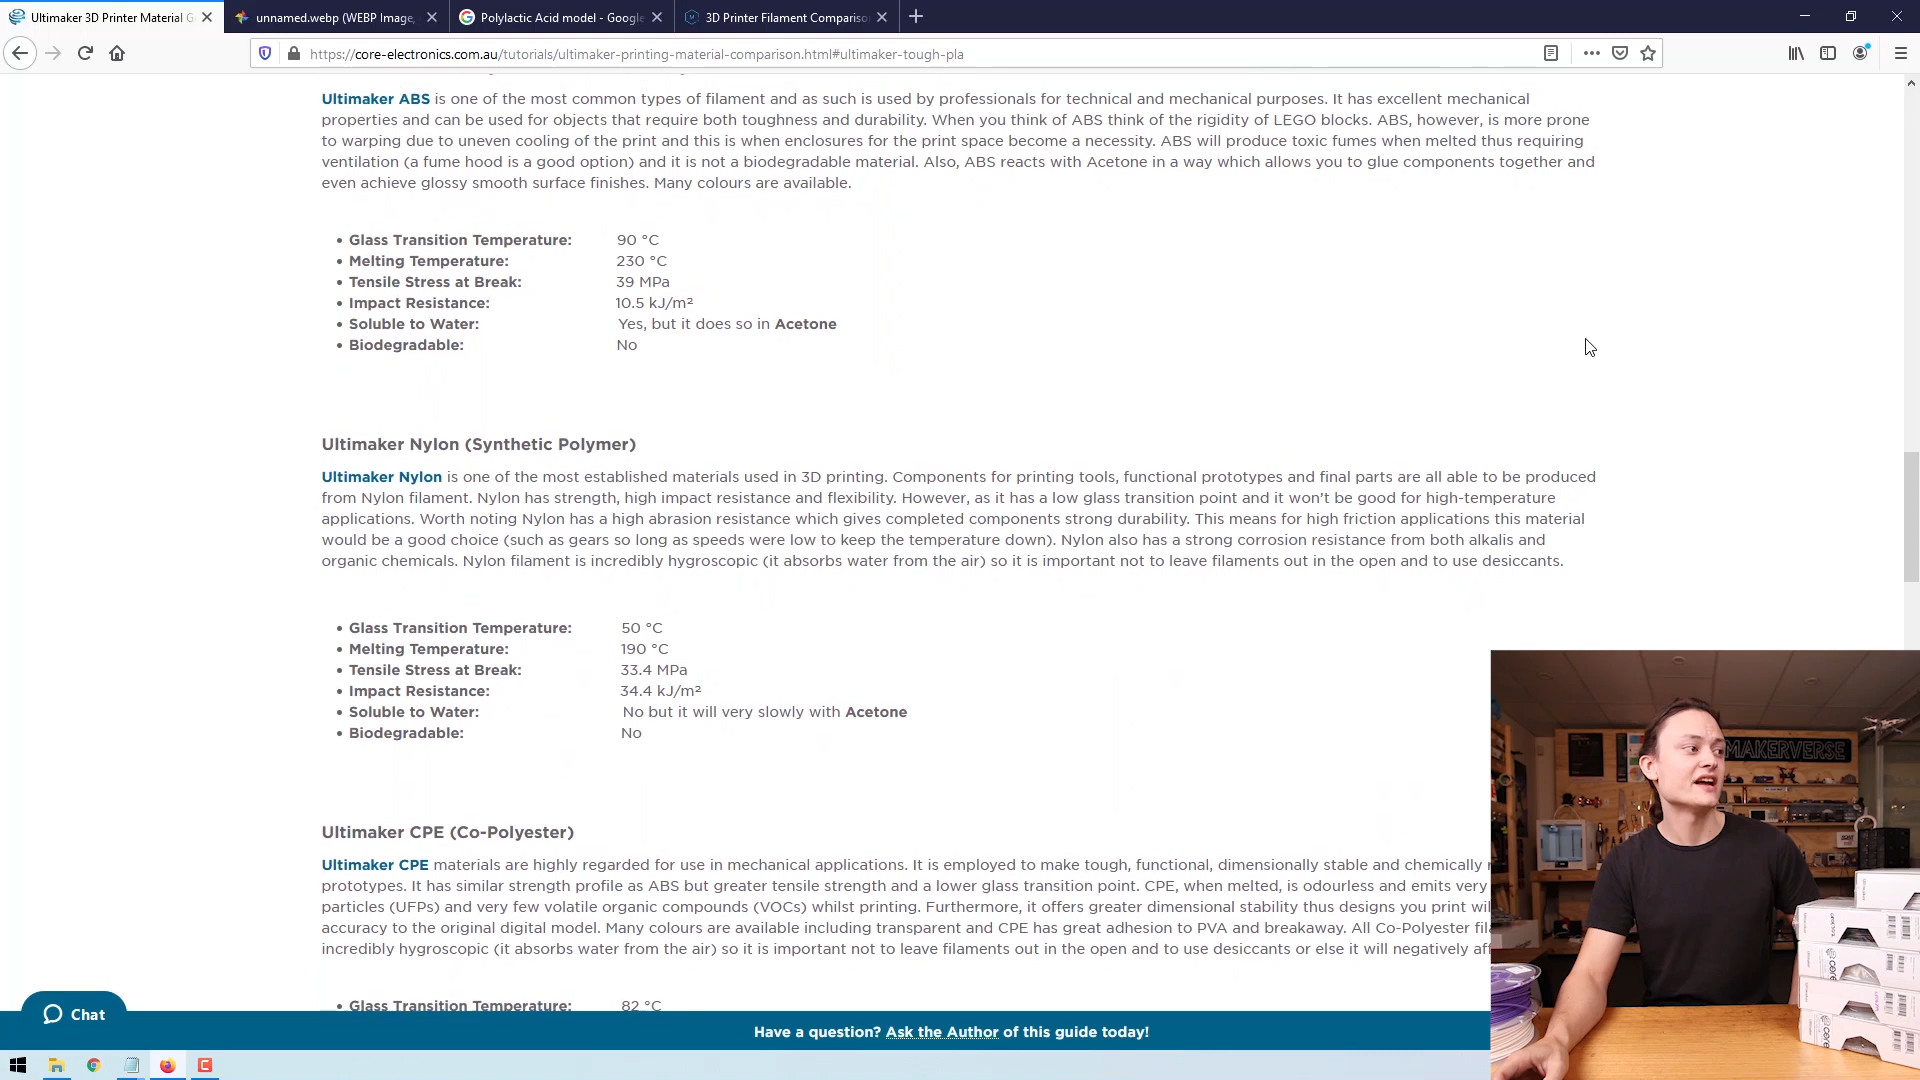 Ultimaker 3D Printer Material G
unnamed.webp (WEBP Image,
Polylactic Acid model - Google
3D Printer Filament Compariso
https://core-electronics.com.au/tutorials/ultimaker-printing-material-comparison.html#ultimaker-tough-pla
Ultimaker ABS is one of the most common types of filament and as such is used by professionals for technical and mechanical purposes. It has excellent mechanical
properties and can be used for objects that require both toughness and durability. When you think of ABS think of the rigidity of LEGO blocks. ABS, however, is more prone
to warping due to uneven cooling of the print and this is when enclosures for the print space become a necessity. ABS will produce toxic fumes when melted thus requiring
ventilation (a fume hood is a good option) and it is not a biodegradable material. Also, ABS reacts with Acetone in a way which allows you to glue components together and
even achieve glossy smooth surface finishes. Many colours are available.
• Glass Transition Temperature: 90 °C
• Melting Temperature: 230 °C
• Tensile Stress at Break: 39 MPa
• Impact Resistance: 10.5 kJ/m²
• Soluble to Water: Yes, but it does so in Acetone
• Biodegradable: No
Ultimaker Nylon (Synthetic Polymer)
Ultimaker Nylon is one of the most established materials used in 3D printing. Components for printing tools, functional prototypes and final parts are all able to be produced
from Nylon filament. Nylon has strength, high impact resistance and flexibility. However, as it has a low glass transition point and it won't be good for high-temperature
applications. Worth noting Nylon has a high abrasion resistance which gives completed components strong durability. This means for high friction applications this material
would be a good choice (such as gears so long as speeds were low to keep the temperature down). Nylon also has a strong corrosion resistance from both alkalis and
organic chemicals. Nylon filament is incredibly hygroscopic (it absorbs water from the air) so it is important not to leave filaments out in the open and to use desiccants.
• Glass Transition Temperature: 50 °C
• Melting Temperature: 190 °C
• Tensile Stress at Break: 33.4 MPa
• Impact Resistance: 34.4 kJ/m²
• Soluble to Water: No but it will very slowly with Acetone
• Biodegradable: No
MAKERVERSE
Ultimaker CPE (Co-Polyester)
Ultimaker CPE materials are highly regarded for use in mechanical applications. It is employed to make tough, functional, dimensionally stable and chemically
prototypes. It has similar strength profile as ABS but greater tensile strength and a lower glass transition point. CPE, when melted, is odourless and emits very
particles (UFPs) and very few volatile organic compounds (VOCs) whilst printing. Furthermore, it offers greater dimensional stability thus designs you print wil
accuracy to the original digital model. Many colours are available including transparent and CPE has great adhesion to PVA and breakaway. All Co-Polyester fil
incredibly hygroscopic (it absorbs water from the air) so it is important not to leave filaments out in the open and to use desiccants or else it will negatively aff
• Glass Transition Temperature: 82 °C
Chat
Have a question? Ask the Author of this guide today!